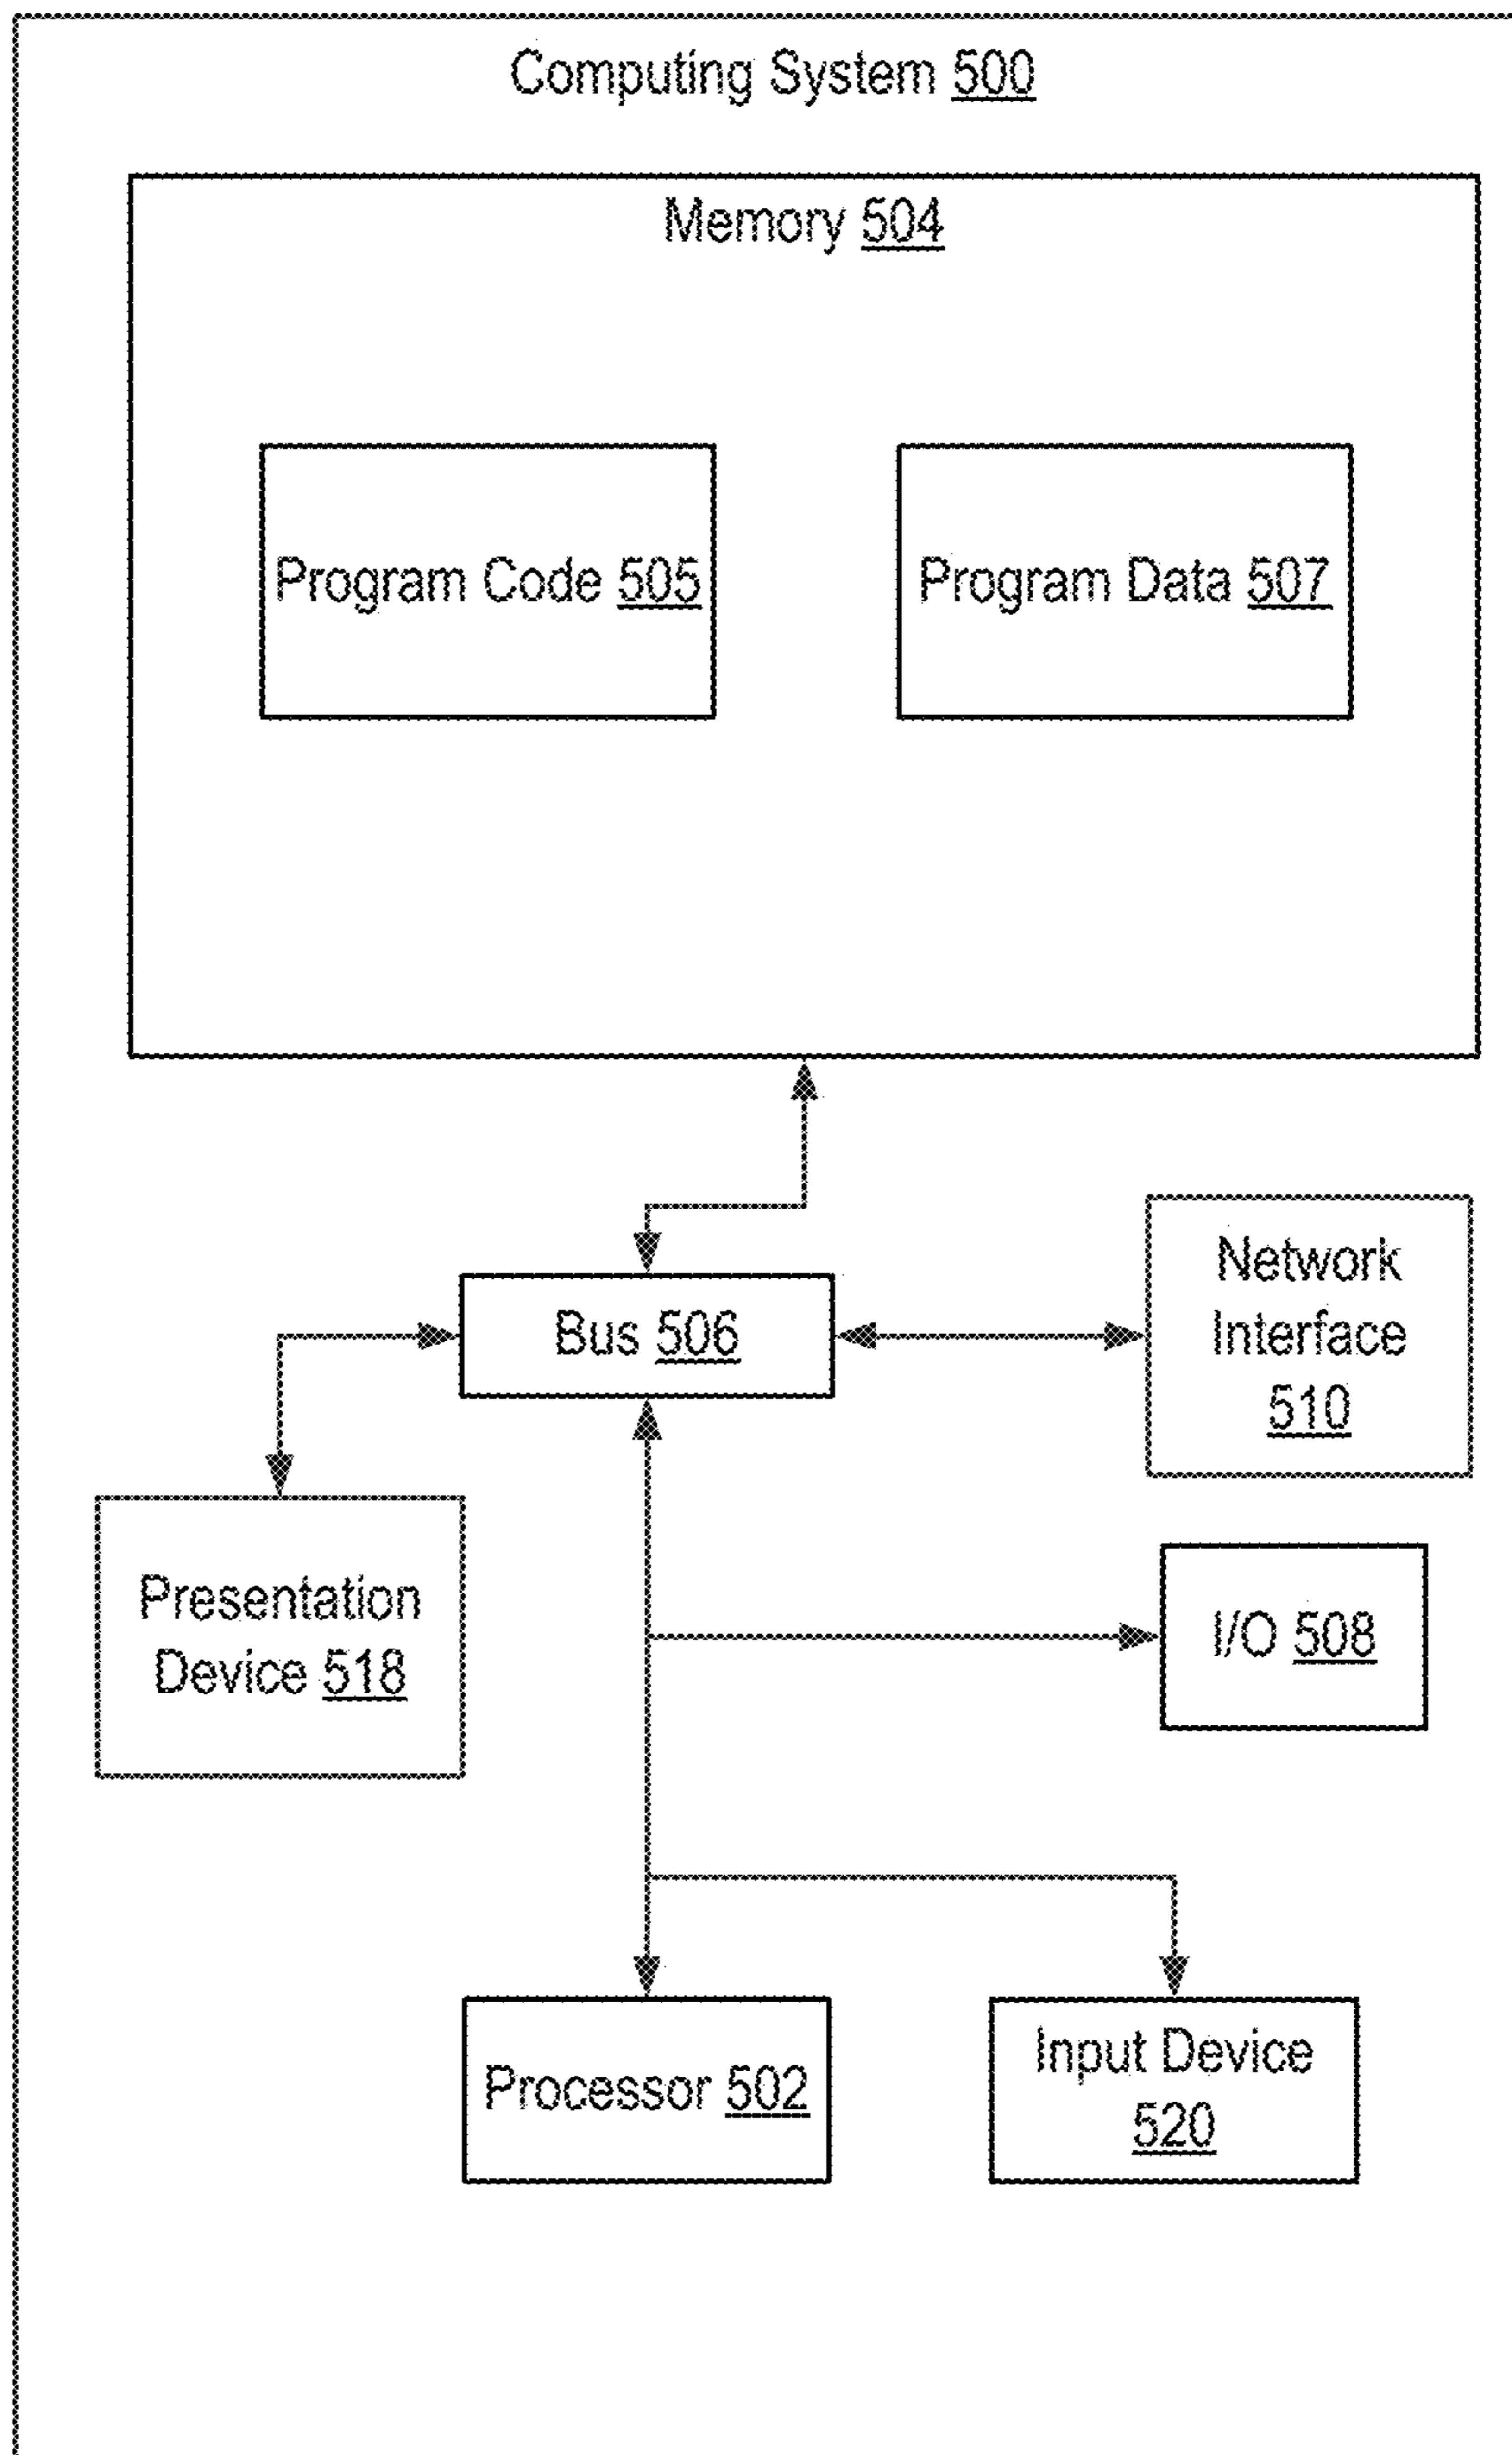 Computing System 500
Memory 504
Program Code 505
Program Data 507
Bus 506
Network
Interface
510
Presentation
Device 518
I/O 508
Processor 502
Input Device
520